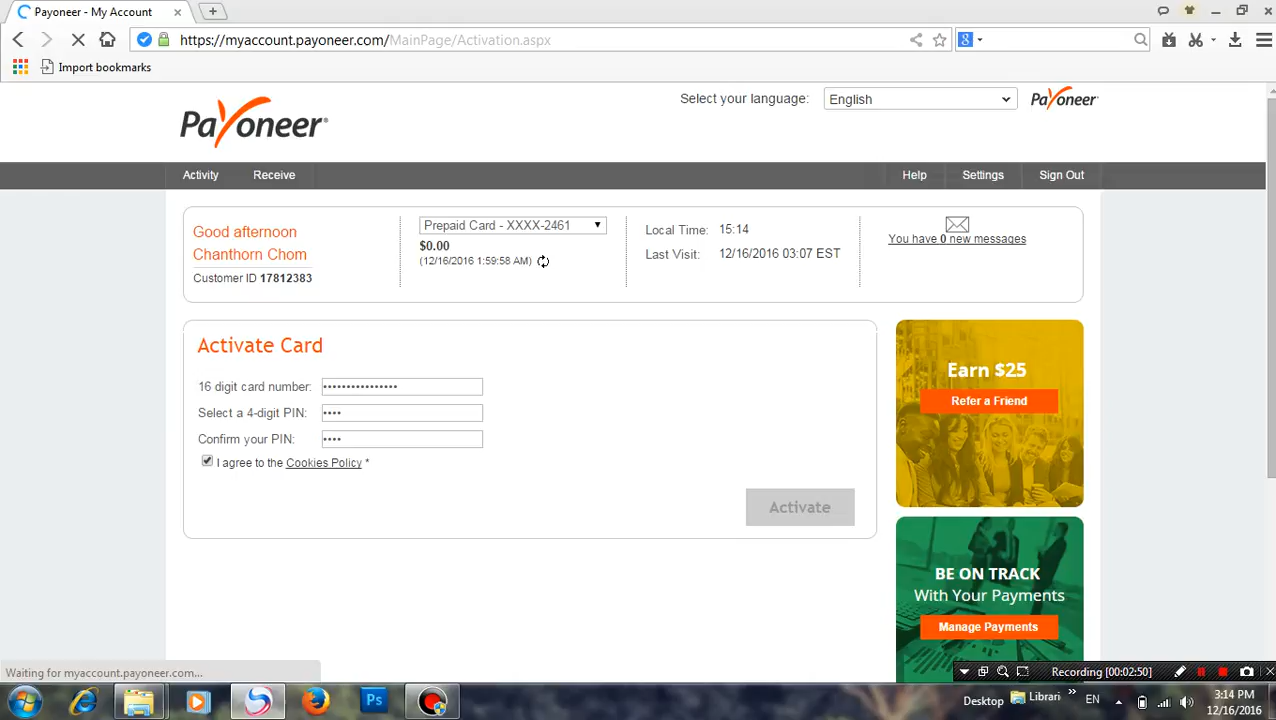 Payoneer - My Account
https://myaccount.payoneer.com/MainPage/Activation.aspx
Import bookmarks
Select your language: English
Payoneer
Payoneer
Activity Receive Help Settings Sign Out
Good afternoon
Chanthorn Chom
Customer ID 17812383
Prepaid Card - XXXX-2461
$0.00
(12/16/2016 1:59:58 AM)
Local Time: 15:14
Last Visit: 12/16/2016 03:07 EST
You have 0 new messages
Activate Card
16 digit card number: ••••••••••••••••
Select a 4-digit PIN: ••••
Confirm your PIN: ••••
I agree to the Cookies Policy *
Activate
Earn $25
Refer a Friend
BE ON TRACK
With Your Payments
Manage Payments
Waiting for myaccount.payoneer.com...
Recording [00:02:50]
Ps
Desktop
Librari
EN
3:14 PM
12/16/2016